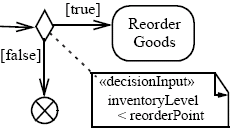 [true]
Reorder
Goods
[false]
«decisionInput»
inventoryLevel
< reorderPoint